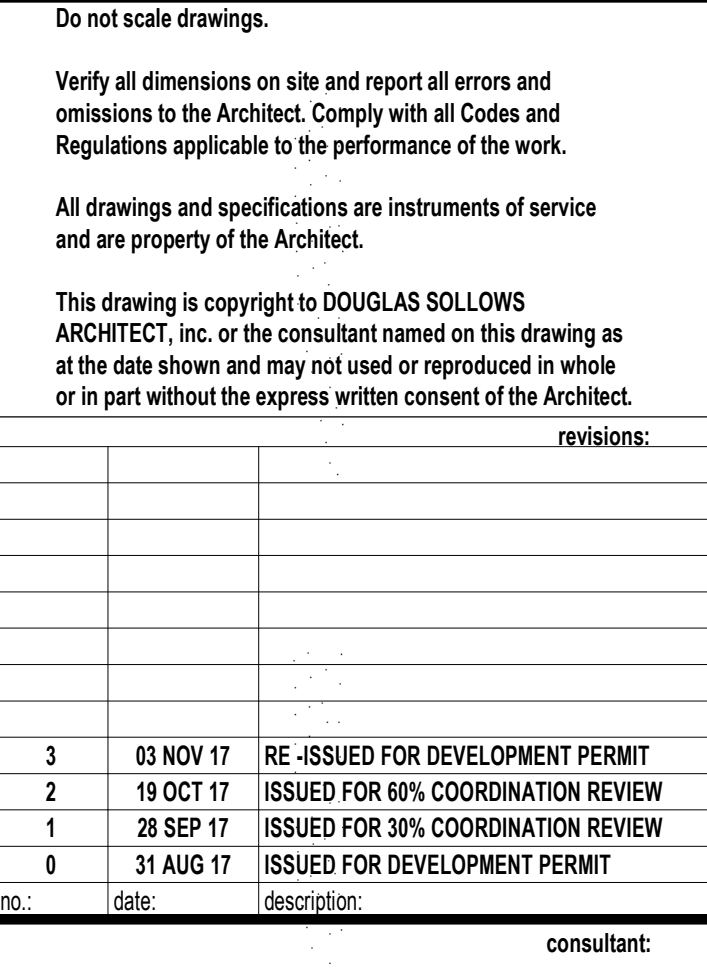 Do not scale drawings.
Verify all dimensions on site and report all errors and
omissions to the Architect. Comply with all Codes and
Regulations applicable to the performance of the work.
All drawings and specifications are instruments of service
and are property of the Architect.
This drawing is copyright to DOUGLAS SOLLOWS
ARCHITECT, inc. or the consultant named on this drawing as
at the date shown and may not used or reproduced in whole
or in part without the express written consent of the Architect.
revisions:
3 03 NOV 17 RE -ISSUED FOR DEVELOPMENT PERMIT
2 19 OCT 17 ISSUED FOR 60% COORDINATION REVIEW
1 28 SEP 17 ISSUED FOR 30% COORDINATION REVIEW
0 31 AUG 17 ISSUED FOR DEVELOPMENT PERMIT
no.: date: description:
consultant: